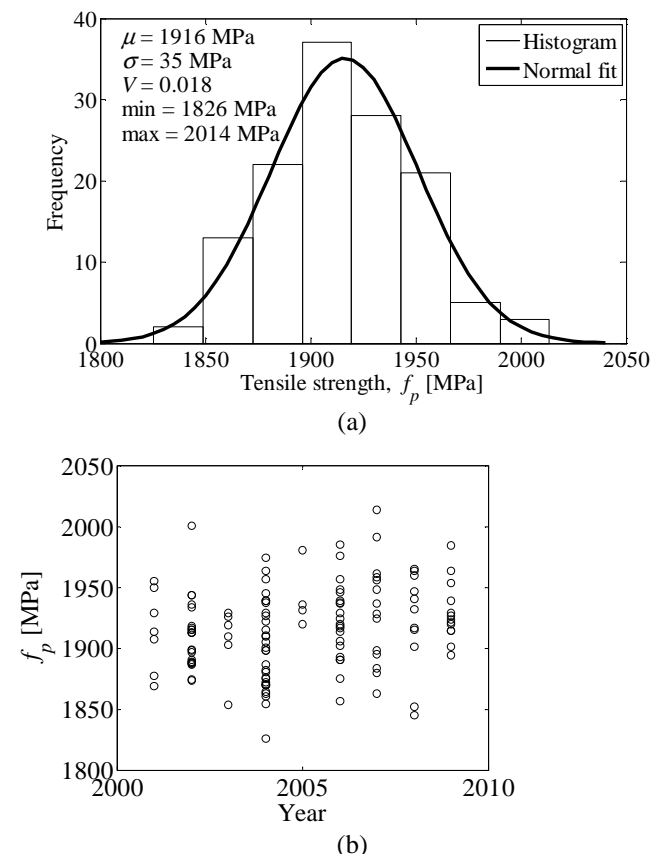 μ = 1916 MPa
σ = 35 MPa
V = 0.018
min = 1826 MPa
max = 2014 MPa
Histogram
Normal fit
40
30
20
10
0
Frequency
1800 1850 1900 1950 2000 2050
Tensile strength, fp [MPa]
(a)
2050
2000
1950
1900
1850
1800
fp [MPa]
2000 2005 2010
Year
(b)